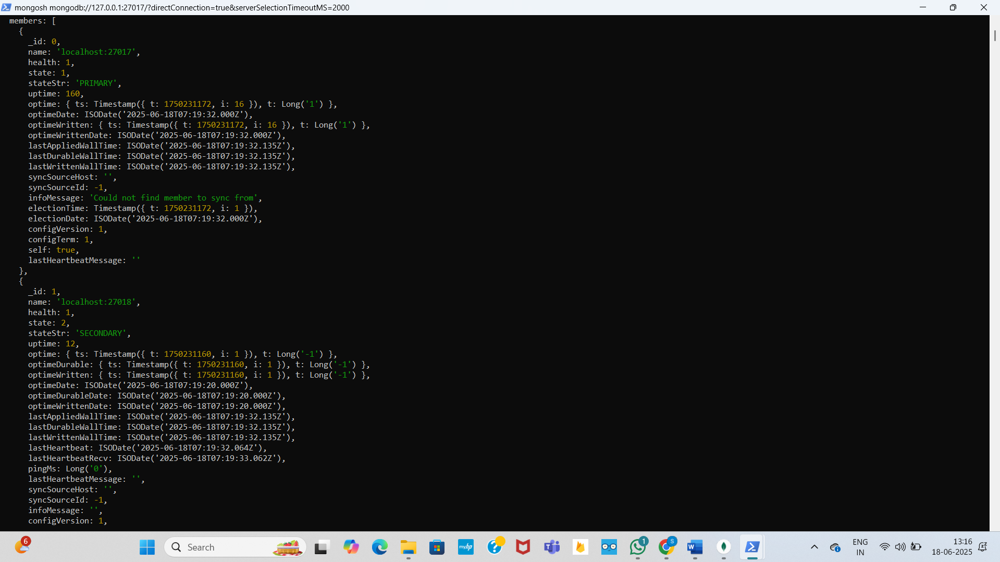 mongosh mongodb://127.0.0.1:27017/?directConnection=true&serverSelectionTimeoutMS=2000
members: [
{
_id: 0,
name: 'localhost:27017',
health: 1,
state: 1,
stateStr: 'PRIMARY',
uptime: 160,
optime: { ts: Timestamp({ t: 1750231172, i: 16 }), t: Long('1') },
optimeDate: ISODate('2025-06-18T07:19:32.000Z'),
optimeWritten: { ts: Timestamp({ t: 1750231172, i: 16 }), t: Long('1') },
optimeWrittenDate: ISODate('2025-06-18T07:19:32.000Z'),
lastAppliedWallTime: ISODate('2025-06-18T07:19:32.135Z'),
lastDurableWallTime: ISODate('2025-06-18T07:19:32.135Z'),
lastWrittenWallTime: ISODate('2025-06-18T07:19:32.135Z'),
syncSourceHost: '',
syncSourceId: -1,
infoMessage: 'Could not find member to sync from',
electionTime: Timestamp({ t: 1750231172, i: 1 }),
electionDate: ISODate('2025-06-18T07:19:32.000Z'),
configVersion: 1,
configTerm: 1,
self: true,
lastHeartbeatMessage: ''
},
{
_id: 1,
name: 'localhost:27018',
health: 1,
state: 2,
stateStr: 'SECONDARY',
uptime: 12,
optime: { ts: Timestamp({ t: 1750231160, i: 1 }), t: Long('-1') },
optimeDurable: { ts: Timestamp({ t: 1750231160, i: 1 }), t: Long('-1') },
optimeWritten: { ts: Timestamp({ t: 1750231160, i: 1 }), t: Long('-1') },
optimeDate: ISODate('2025-06-18T07:19:20.000Z'),
optimeDurableDate: ISODate('2025-06-18T07:19:20.000Z'),
optimeWrittenDate: ISODate('2025-06-18T07:19:20.000Z'),
lastAppliedWallTime: ISODate('2025-06-18T07:19:32.135Z'),
lastDurableWallTime: ISODate('2025-06-18T07:19:32.135Z'),
lastWrittenWallTime: ISODate('2025-06-18T07:19:32.135Z'),
lastHeartbeat: ISODate('2025-06-18T07:19:32.064Z'),
lastHeartbeatRecv: ISODate('2025-06-18T07:19:33.062Z'),
pingMs: Long('0'),
lastHeartbeatMessage: '',
syncSourceHost: '',
syncSourceId: -1,
infoMessage: '',
configVersion: 1,
6
Search
myhp
?
T
1
S
W
ENG
IN
13:16
18-06-2025